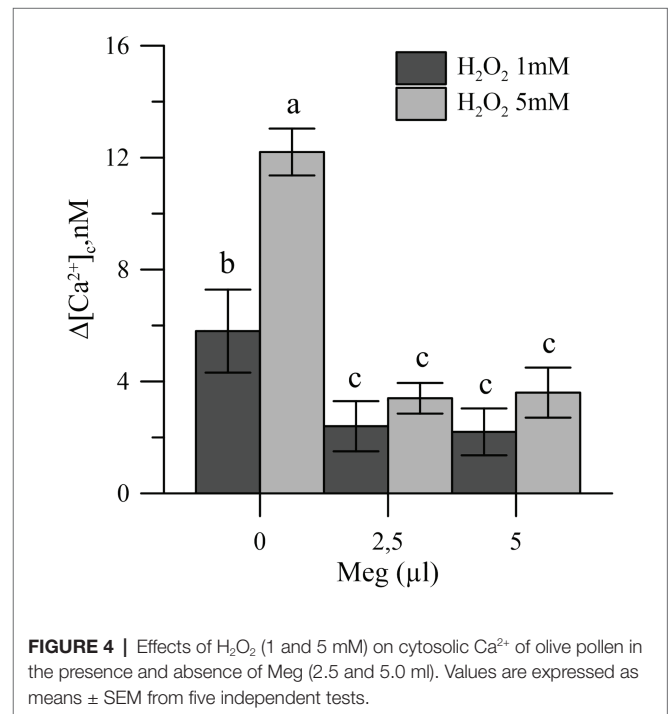 16
H₂O₂ 1mM
H₂O₂ 5mM
a
12
Δ[Ca²⁺]c,nM
b
8
c
c
c
c
4
0
0
2,5
5
Meg (µl)
FIGURE 4 | Effects of H₂O₂ (1 and 5 mM) on cytosolic Ca²⁺ of olive pollen in
the presence and absence of Meg (2.5 and 5.0 ml). Values are expressed as
means ± SEM from five independent tests.